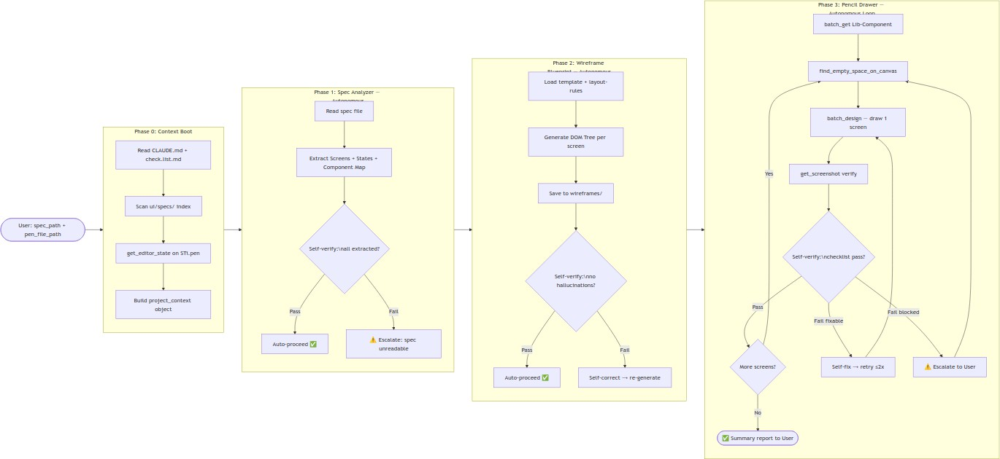 User: spec_path +
pen_file_path
Phase 0: Context Boot
Read CLAUDE.md +
check.list.md
Scan ui/specs/ index
get_editor_state on STI.pen
Build project_context
object
Phase 1: Spec Analyzer —
Autonomous
Read spec file
Extract Screens + States +
Component Map
Self-verify:\nall extracted?
Pass
Fail
Auto-proceed ✅
⚠️ Escalate: spec
unreadable
Phase 2: Wireframe
Blueprint — Autonomous
Load template + layout-
rules
Generate DOM Tree per
screen
Save to wireframes/
Self-verify:\nno
hallucinations?
Pass
Fail
Auto-proceed ✅
Self-correct → re-generate
Phase 3: Pencil Drawer —
Autonomous Loop
batch_get Lib-Component
find_empty_space_on_canvas
batch_design — draw 1
screen
get_screenshot verify
Yes
Self-verify:\nchecklist pass?
Pass
Fail fixable
Fail blocked
More screens?
Self-fix → retry ≤2x
⚠️ Escalate to User
No
✅ Summary report to User